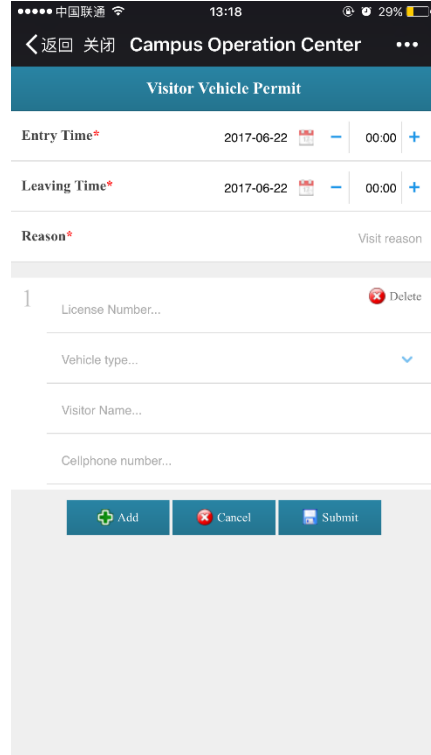 中国联通 13:18 29%
返回 关闭 Campus Operation Center
Visitor Vehicle Permit
Entry Time* 2017-06-22 − 00:00 +
Leaving Time* 2017-06-22 − 00:00 +
Reason* Visit reason
1 Delete
License Number...
Vehicle type...
Visitor Name...
Cellphone number...
Add Cancel Submit